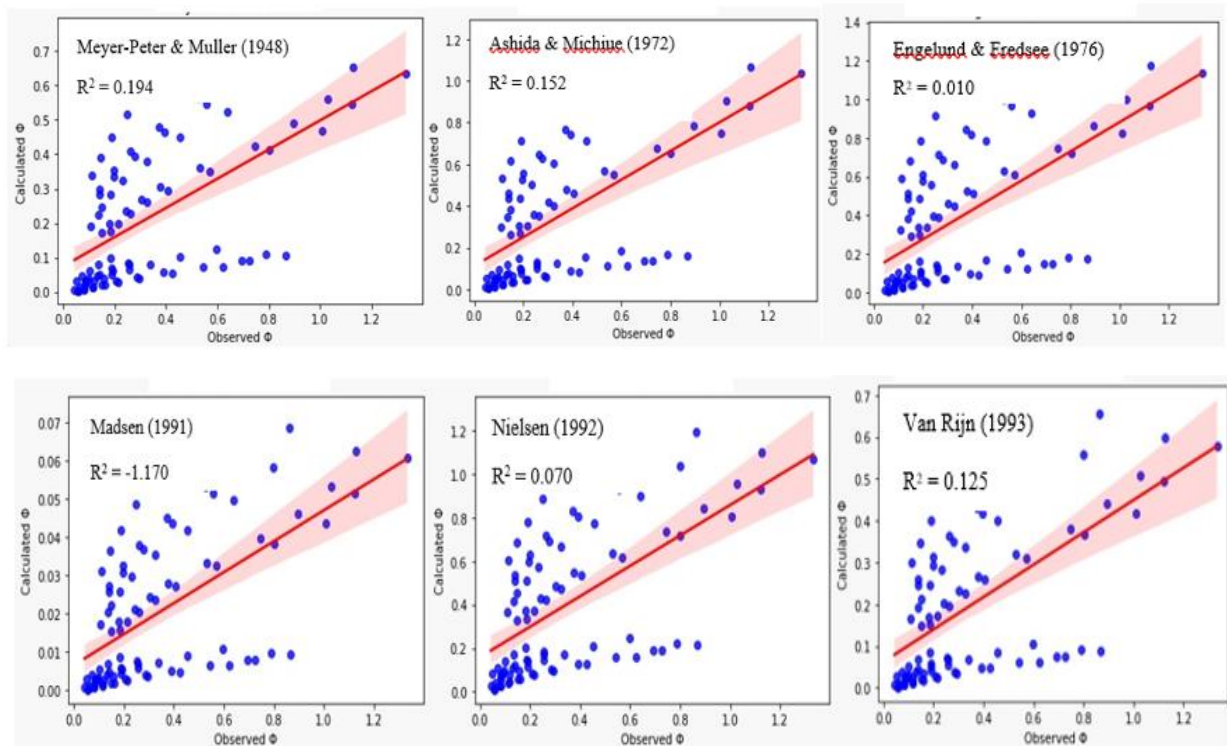 Meyer-Peter & Muller (1948)
R² = 0.194
Calculated Φ
0.7
0.6
0.5
0.4
0.3
0.2
0.1
0.0
0.0 0.2 0.4 0.6 0.8 1.0 1.2
Observed Φ
Ashida & Michiue (1972)
R² = 0.152
Calculated Φ
1.2
1.0
0.8
0.6
0.4
0.2
0.0
0.0 0.2 0.4 0.6 0.8 1.0 1.2
Observed Φ
Engelund & Fredsee (1976)
R² = 0.010
Calculated Φ
1.4
1.2
1.0
0.8
0.6
0.4
0.2
0.0
0.0 0.2 0.4 0.6 0.8 1.0 1.2
Observed Φ
Madsen (1991)
R² = -1.170
Calculated Φ
0.07
0.06
0.05
0.04
0.03
0.02
0.01
0.00
0.0 0.2 0.4 0.6 0.8 1.0 1.2
Observed Φ
Nielsen (1992)
R² = 0.070
Calculated Φ
1.2
1.0
0.8
0.6
0.4
0.2
0.0
0.0 0.2 0.4 0.6 0.8 1.0 1.2
Observed Φ
Van Rijn (1993)
R² = 0.125
Calculated Φ
0.7
0.6
0.5
0.4
0.3
0.2
0.1
0.0
0.0 0.2 0.4 0.6 0.8 1.0 1.2
Observed Φ